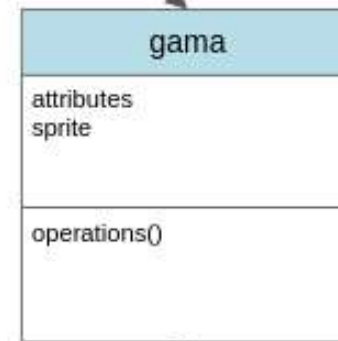 gama
attributes
sprite
operations()